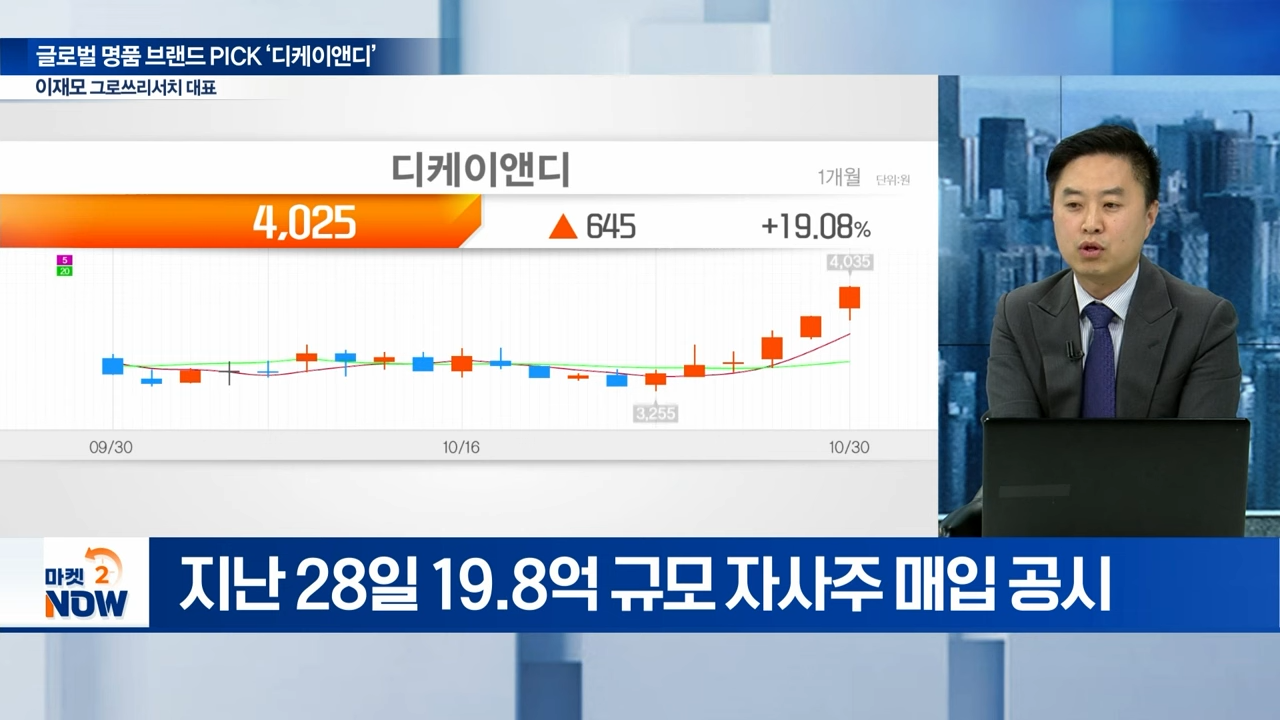 글로벌 명품 브랜드 PICK ‘디케이앤디’
이재모 그로쓰리서치 대표
디케이앤디
1개월 단위:원
4,025 ▲ 645 +19.08%
5
20
4,035
3,255
09/30 10/16 10/30
마켓 2
NOW
지난 28일 19.8억 규모 자사주 매입 공시